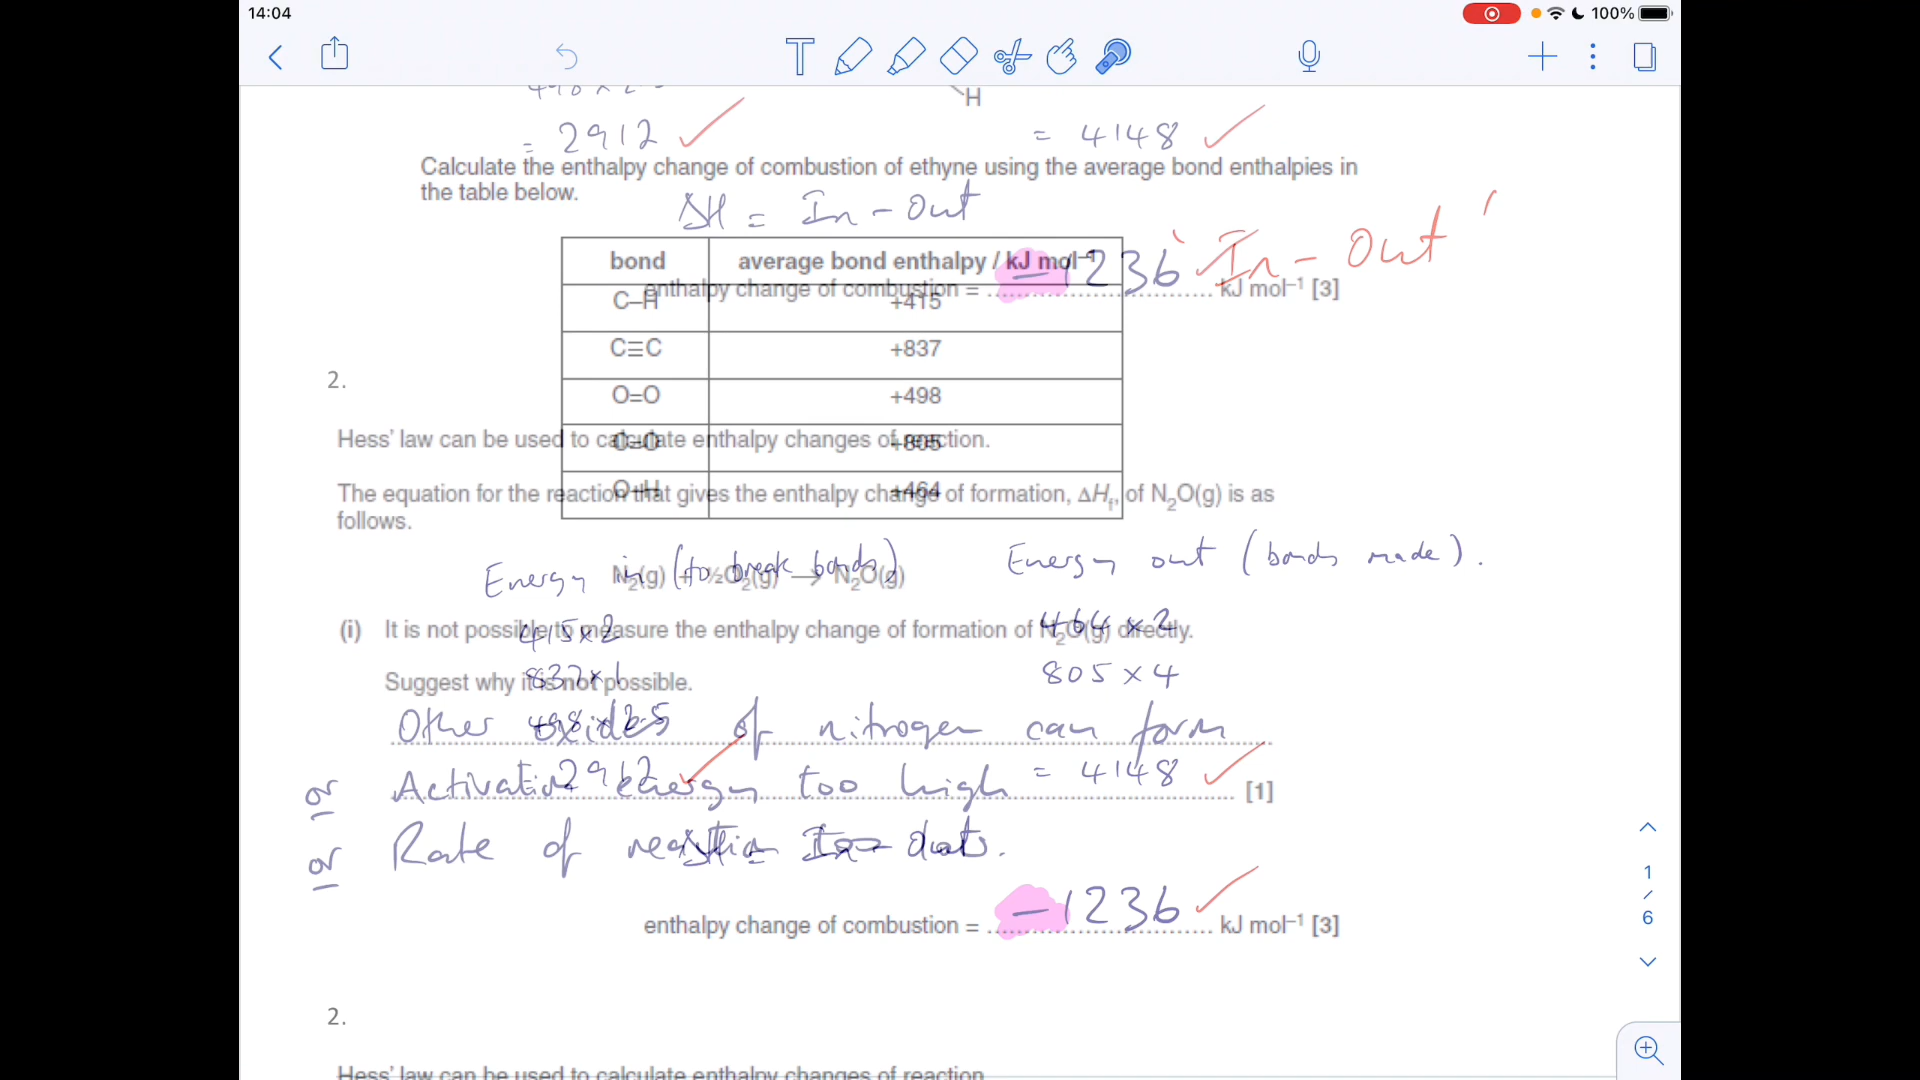 14:04
100%
T
H
= 2912 ✓
= 4148 ✓
Calculate the enthalpy change of combustion of ethyne using the average bond enthalpies in
the table below.
ΔH = In - Out
In - Out
bond average bond enthalpy / kJ mol⁻¹
enthalpy change of combustion = -1236 ✓ kJ mol⁻¹ [3]
C–H +415
C≡C +837
2.
O=O +498
Hess’ law can be used to calculate enthalpy changes of reaction.
C=O +805
The equation for the reaction that gives the enthalpy change of formation, ΔHf, of N₂O(g) is as
follows.
O–H +464
Energy in (to break bonds)
Energy out (bonds made).
N₂(g) + ½O₂(g) ⟶ N₂O(g)
(i) It is not possible to measure the enthalpy change of formation of N₂O(g) directly.
415 x 2
464 x 2
Suggest why it is not possible.
837 x 1
805 x 4
Other oxides of nitrogen can form
498 x 2.5
or Activation energy too high [1]
2912 ✓
= 4148 ✓
or Rate of reaction too
ΔH = In - Out
enthalpy change of combustion = -1236 ✓ kJ mol⁻¹ [3]
1
/
6
2.
Hess’ law can be used to calculate enthalpy changes of reaction.